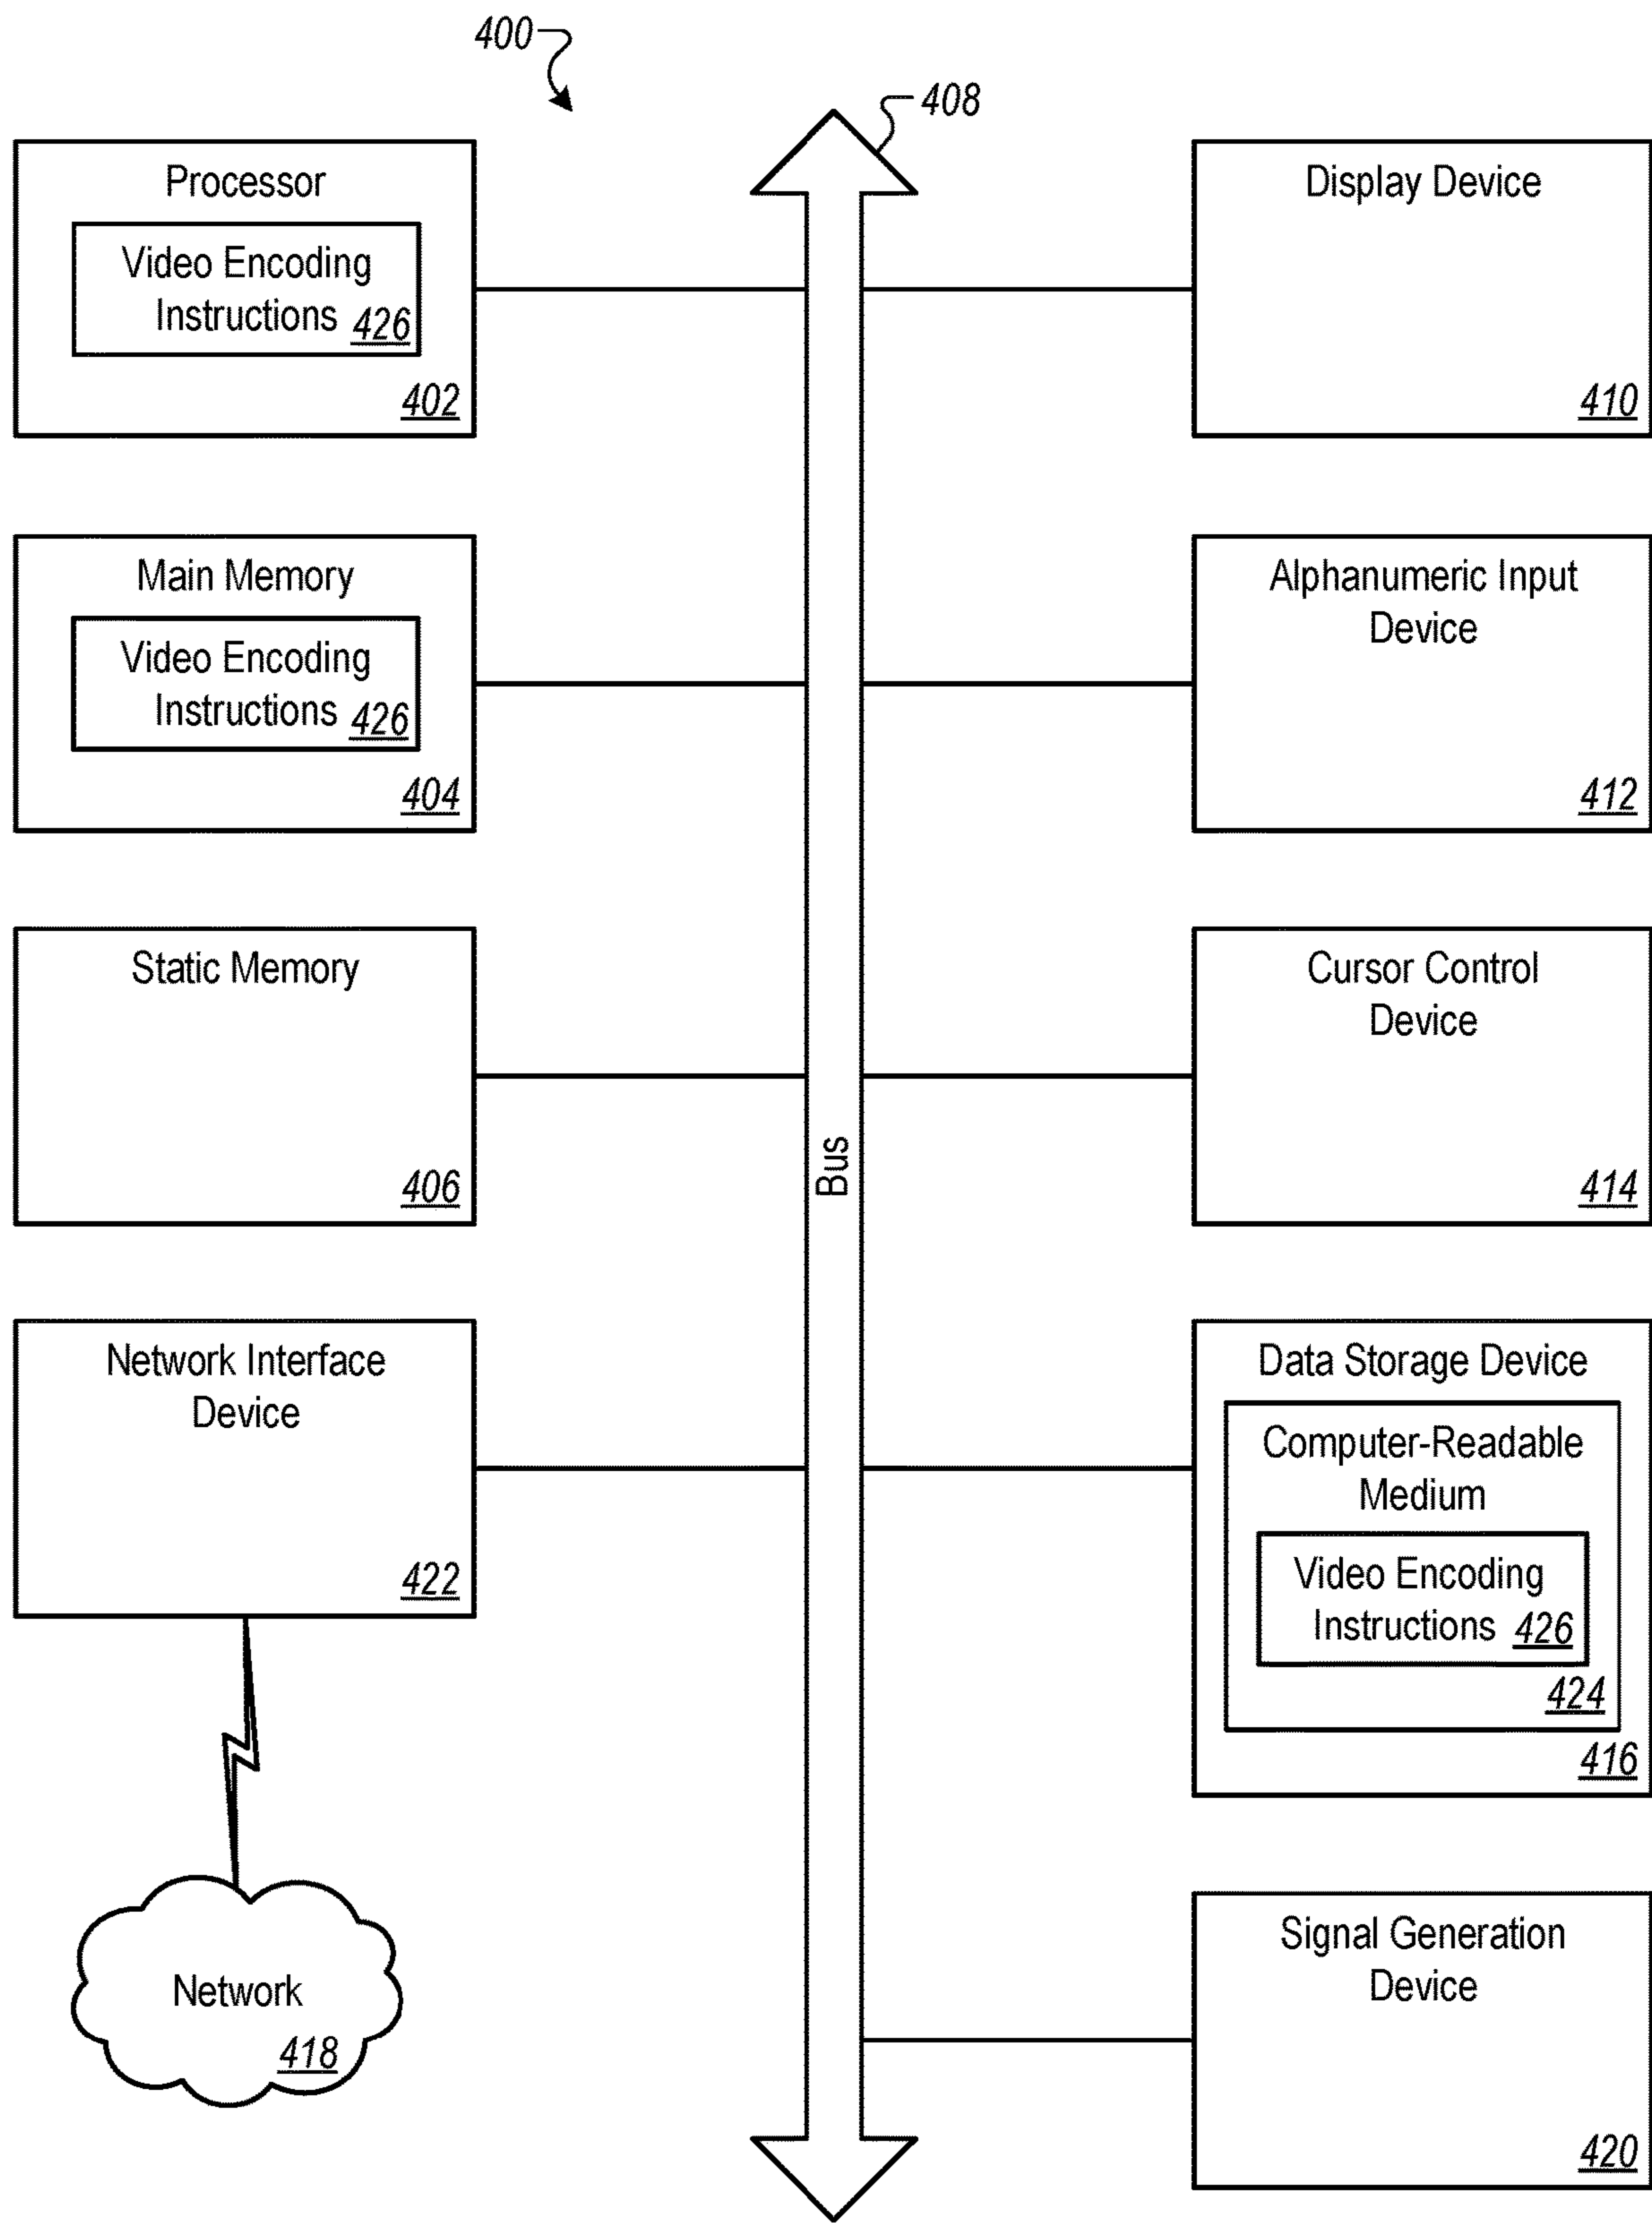 400
408
Processor
Video Encoding
Instructions 426
402
Display Device
410
Main Memory
Video Encoding
Instructions 426
404
Alphanumeric Input
Device
412
Static Memory
406
Bus
Cursor Control
Device
414
Network Interface
Device
422
Data Storage Device
Computer-Readable
Medium
Video Encoding
Instructions 426
424
416
Network
418
Signal Generation
Device
420